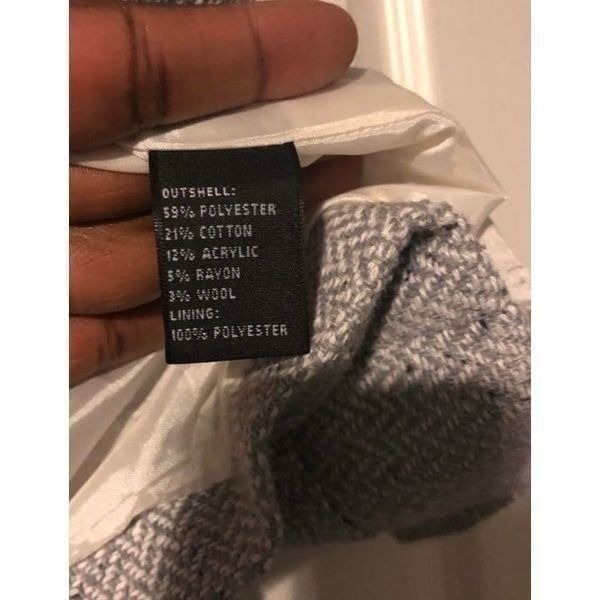 OUTSHELL:
59% POLYESTER
21% COTTON
12% ACRYLIC
5% RAYON
3% WOOL
LINING:
100% POLYESTER